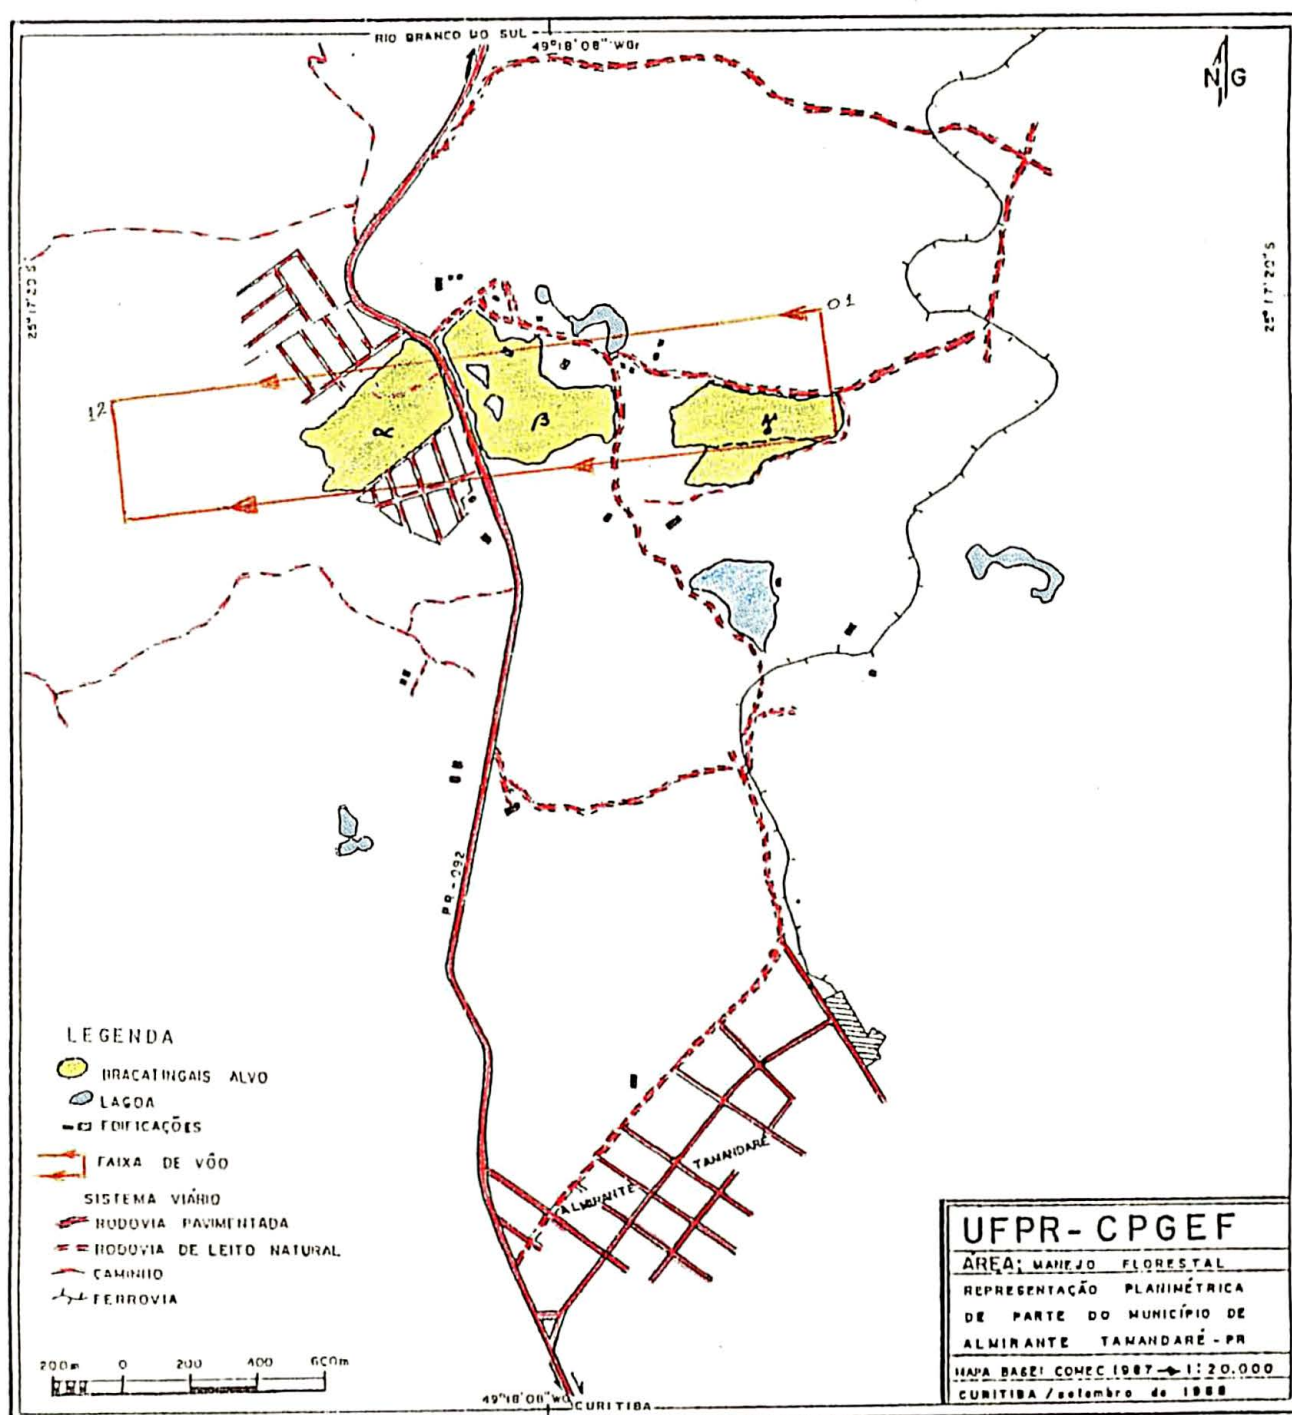 RIO BRANCO DO SUL
49°18'08" WGr
N G
25°17'20"S
25°17'20"S
01
12
α
β
γ
PR-092
ALMIRANTE TAMANDARÉ
LEGENDA
BRACATINGAIS ALVO
LAGOA
EDIFICAÇÕES
FAIXA DE VÔO
SISTEMA VIÁRIO
RODOVIA PAVIMENTADA
RODOVIA DE LEITO NATURAL
CAMINHO
FERROVIA
200m 0 200 400 600m
49°18'08" WG
CURITIBA
UFPR-CPGEF
ÁREA: MANEJO FLORESTAL
REPRESENTAÇÃO PLANIMÉTRICA
DE PARTE DO MUNICÍPIO DE
ALMIRANTE TAMANDARÉ-PR
MAPA BASE: COMEC 1987 → 1:20.000
CURITIBA / setembro de 1988